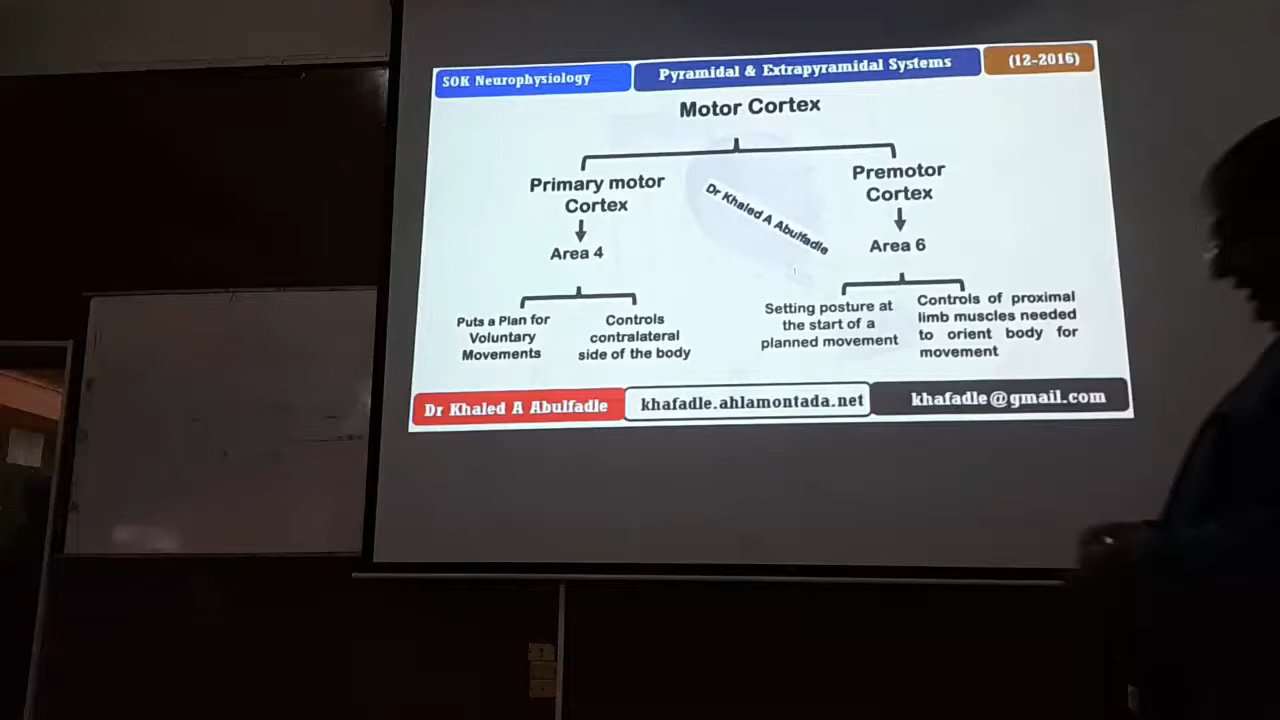 SOK Neurophysiology
Pyramidal & Extrapyramidal Systems
(12-2016)
Motor Cortex
Primary motor
Cortex
Area 4
Puts a Plan for
Voluntary
Movements
Controls
contralateral
side of the body
Dr Khaled A Abulfadle
Premotor
Cortex
Area 6
Setting posture at
the start of a
planned movement
Controls of proximal
limb muscles needed
to orient body for
movement
Dr Khaled A Abulfadle
khafadle.ahlamontada.net
khafadle@gmail.com